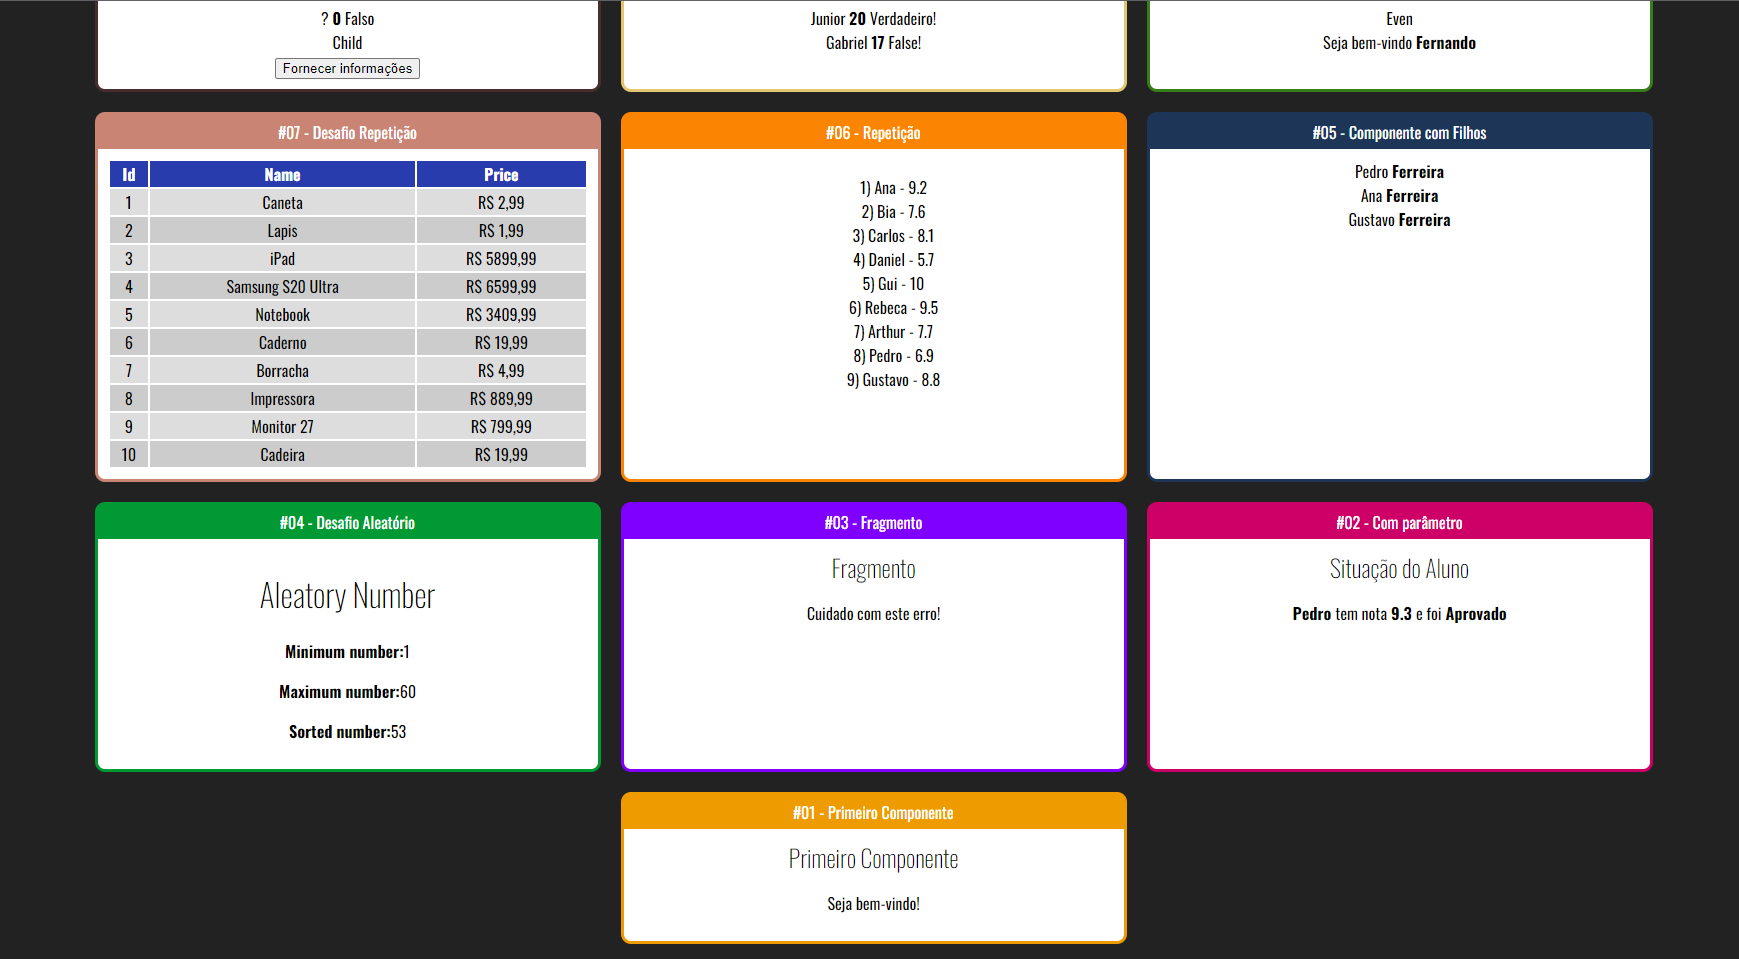 ? 0 Falso
Child
Fornecer informações
Junior 20 Verdadeiro!
Gabriel 17 False!
Even
Seja bem-vindo Fernando
#07 - Desafio Repetição
Id Name Price
1 Caneta R$ 2,99
2 Lapis R$ 1,99
3 iPad R$ 5899,99
4 Samsung S20 Ultra R$ 6599,99
5 Notebook R$ 3409,99
6 Caderno R$ 19,99
7 Borracha R$ 4,99
8 Impressora R$ 889,99
9 Monitor 27 R$ 799,99
10 Cadeira R$ 19,99
#06 - Repetição
1) Ana - 9.2
2) Bia - 7.6
3) Carlos - 8.1
4) Daniel - 5.7
5) Gui - 10
6) Rebeca - 9.5
7) Arthur - 7.7
8) Pedro - 6.9
9) Gustavo - 8.8
#05 - Componente com Filhos
Pedro Ferreira
Ana Ferreira
Gustavo Ferreira
#04 - Desafio Aleatório
Aleatory Number
Minimum number:1
Maximum number:60
Sorted number:53
#03 - Fragmento
Fragmento
Cuidado com este erro!
#02 - Com parâmetro
Situação do Aluno
Pedro tem nota 9.3 e foi Aprovado
#01 - Primeiro Componente
Primeiro Componente
Seja bem-vindo!